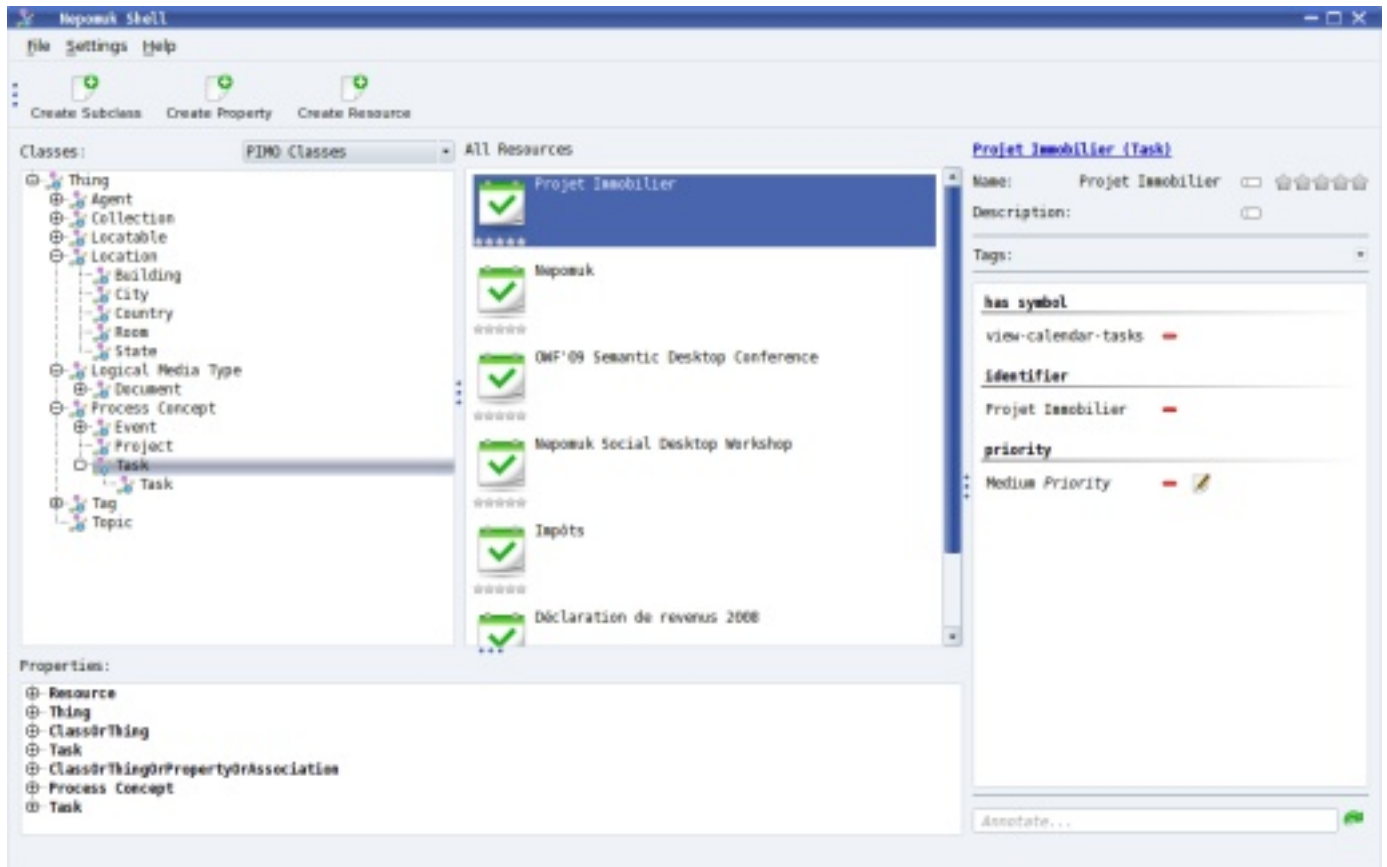 Nepomuk Shell
File Settings Help
Create Subclass Create Property Create Resource
Classes: PIMO Classes
Thing
Agent
Collection
Locatable
Location
Building
City
Country
Room
State
Logical Media Type
Document
Process Concept
Event
Project
Task
Task
Tag
Topic
All Resources
Projet Immobilier
Nepomuk
OWF'09 Semantic Desktop Conference
Nepomuk Social Desktop Workshop
Impôts
Déclaration de revenus 2008
Projet Immobilier (Task)
Name: Projet Immobilier
Description:
Tags:
has symbol
view-calendar-tasks
identifier
Projet Immobilier
priority
Medium Priority
Annotate...
Properties:
Resource
Thing
ClassOrThing
Task
ClassOrThingOrPropertyOrAssociation
Process Concept
Task